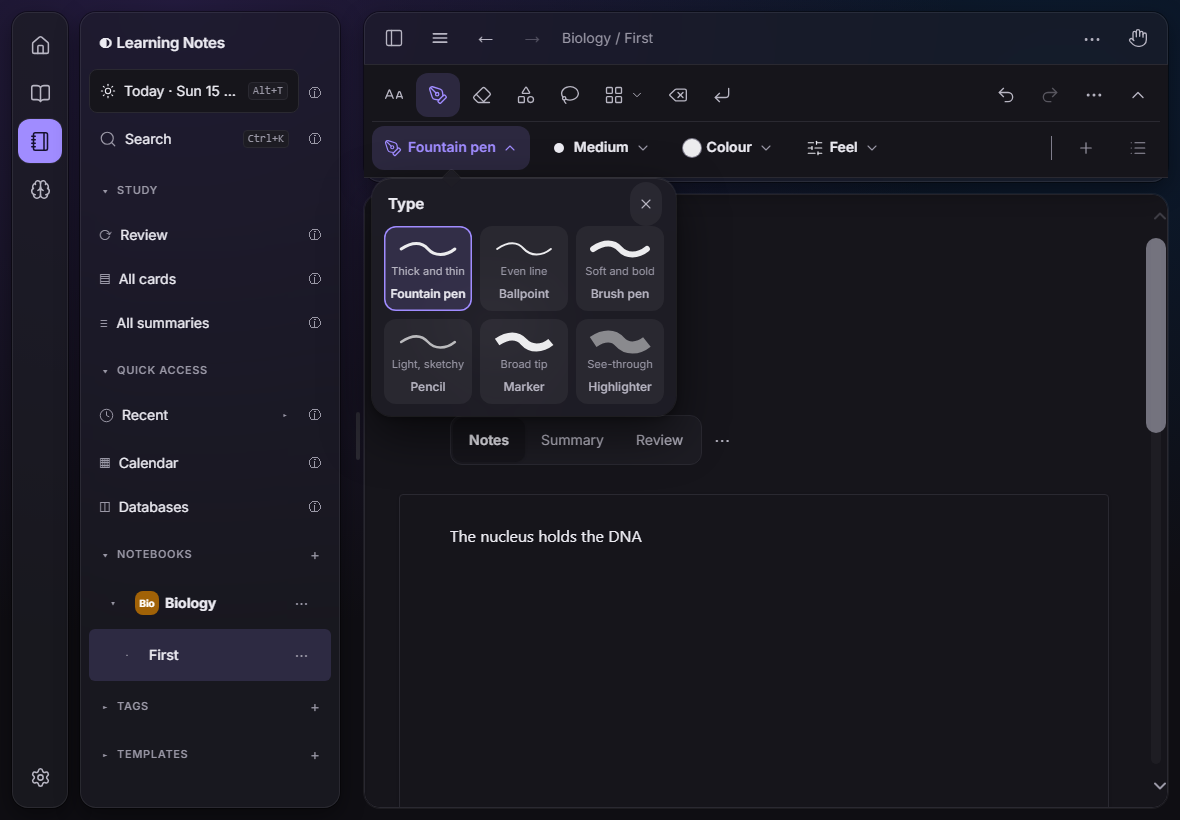 Learning Notes
Today · Sun 15 ... Alt+T
Search Ctrl+K
STUDY
Review
All cards
All summaries
QUICK ACCESS
Recent
Calendar
Databases
NOTEBOOKS
Bio Biology
First
TAGS
TEMPLATES
Biology / First
AA
Fountain pen Medium Colour Feel
Type
Thick and thin Even line Soft and bold
Fountain pen Ballpoint Brush pen
Light, sketchy Broad tip See-through
Pencil Marker Highlighter
Notes Summary Review
The nucleus holds the DNA